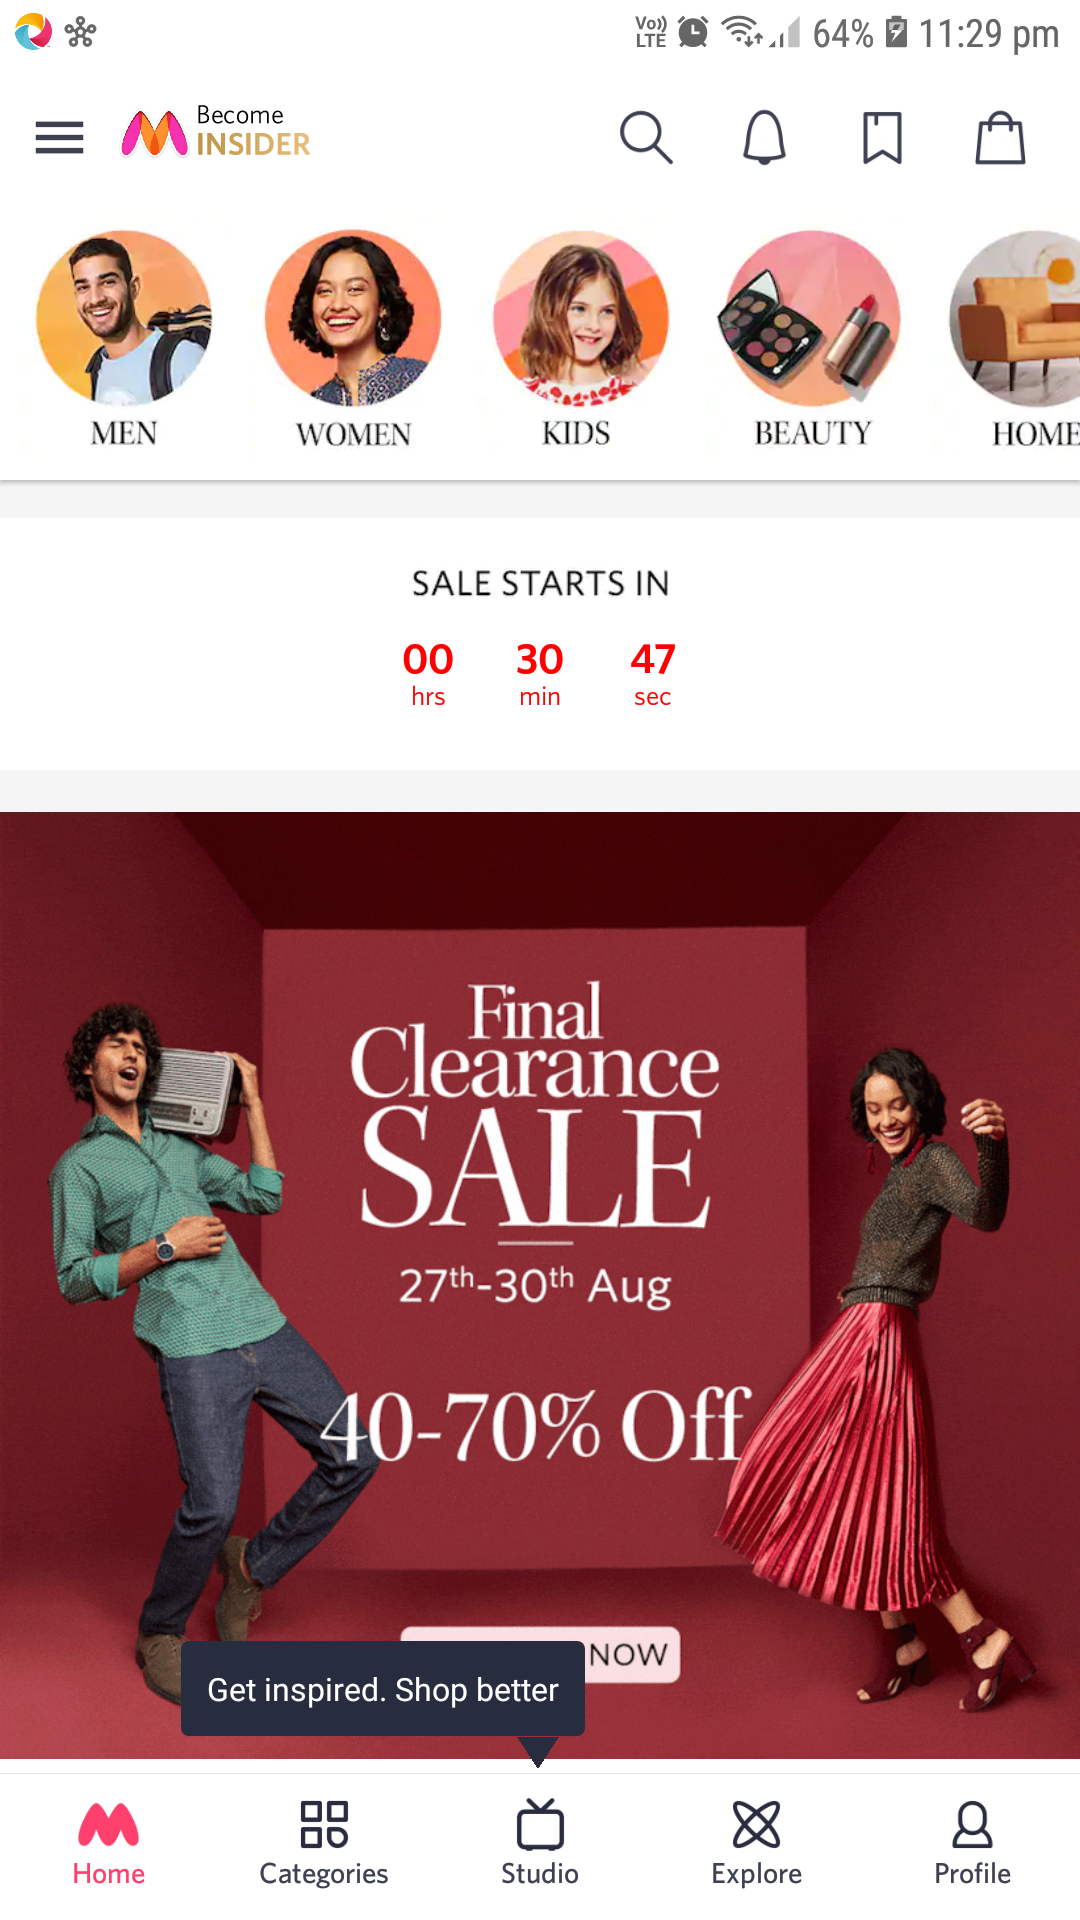 Vo)) LTE 64% 11:29 pm
Become
INSIDER
MEN WOMEN KIDS BEAUTY HOME
SALE STARTS IN
00 30 47
hrs min sec
Final
Clearance
SALE
27th-30th Aug
40-70% Off
NOW
Get inspired. Shop better
Home Categories Studio Explore Profile